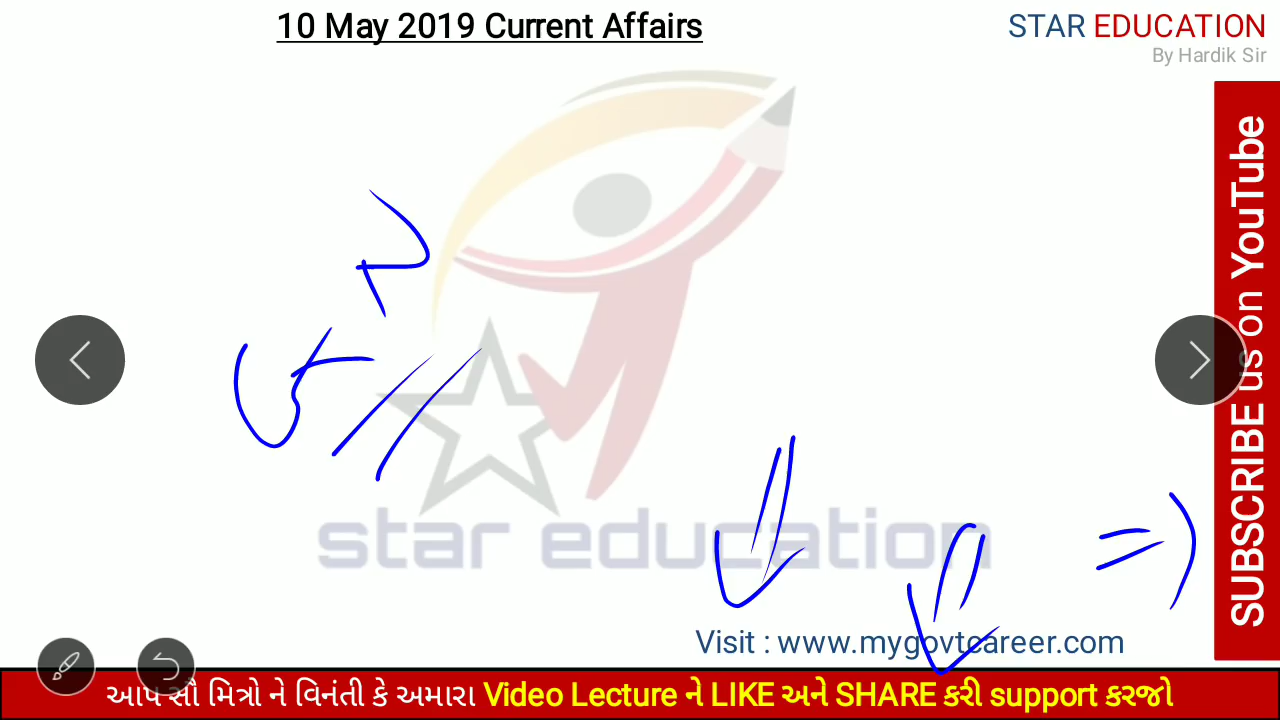 10 May 2019 Current Affairs
STAR EDUCATION
By Hardik Sir
SUBSCRIBE us on YouTube
star education
Visit : www.mygovtcareer.com
આપ સૌ મિત્રો ને વિનંતી કે અમારા Video Lecture ને LIKE અને SHARE કરી support કરજો